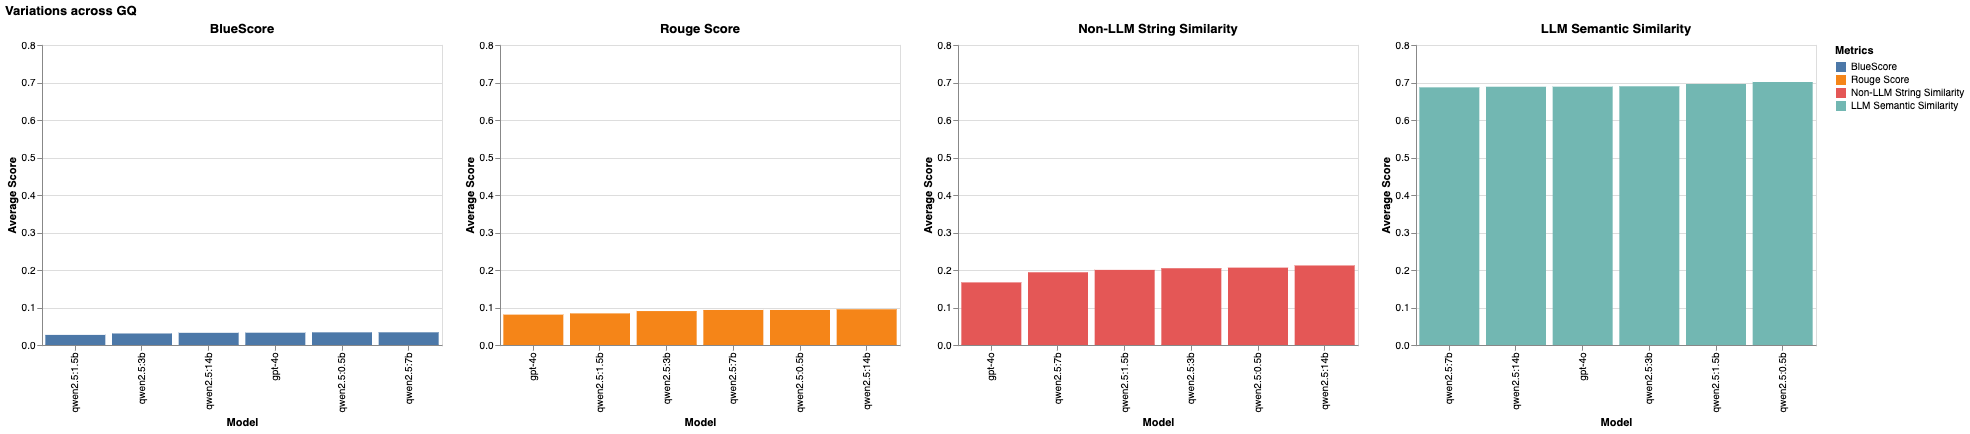 Variations across GQ
BlueScore
0.8
0.7
0.6
0.5
0.4
0.3
0.2
0.1
0.0
Average Score
qwen2.5:1.5b
qwen2.5:3b
qwen2.5:14b
gpt-4o
qwen2.5:0.5b
qwen2.5:7b
Model
Rouge Score
0.8
0.7
0.6
0.5
0.4
0.3
0.2
0.1
0.0
Average Score
gpt-4o
qwen2.5:1.5b
qwen2.5:3b
qwen2.5:7b
qwen2.5:0.5b
qwen2.5:14b
Model
Non-LLM String Similarity
0.8
0.7
0.6
0.5
0.4
0.3
0.2
0.1
0.0
Average Score
gpt-4o
qwen2.5:7b
qwen2.5:1.5b
qwen2.5:3b
qwen2.5:0.5b
qwen2.5:14b
Model
LLM Semantic Similarity
0.8
0.7
0.6
0.5
0.4
0.3
0.2
0.1
0.0
Average Score
qwen2.5:7b
qwen2.5:14b
gpt-4o
qwen2.5:3b
qwen2.5:1.5b
qwen2.5:0.5b
Model
Metrics
BlueScore
Rouge Score
Non-LLM String Similarity
LLM Semantic Similarity